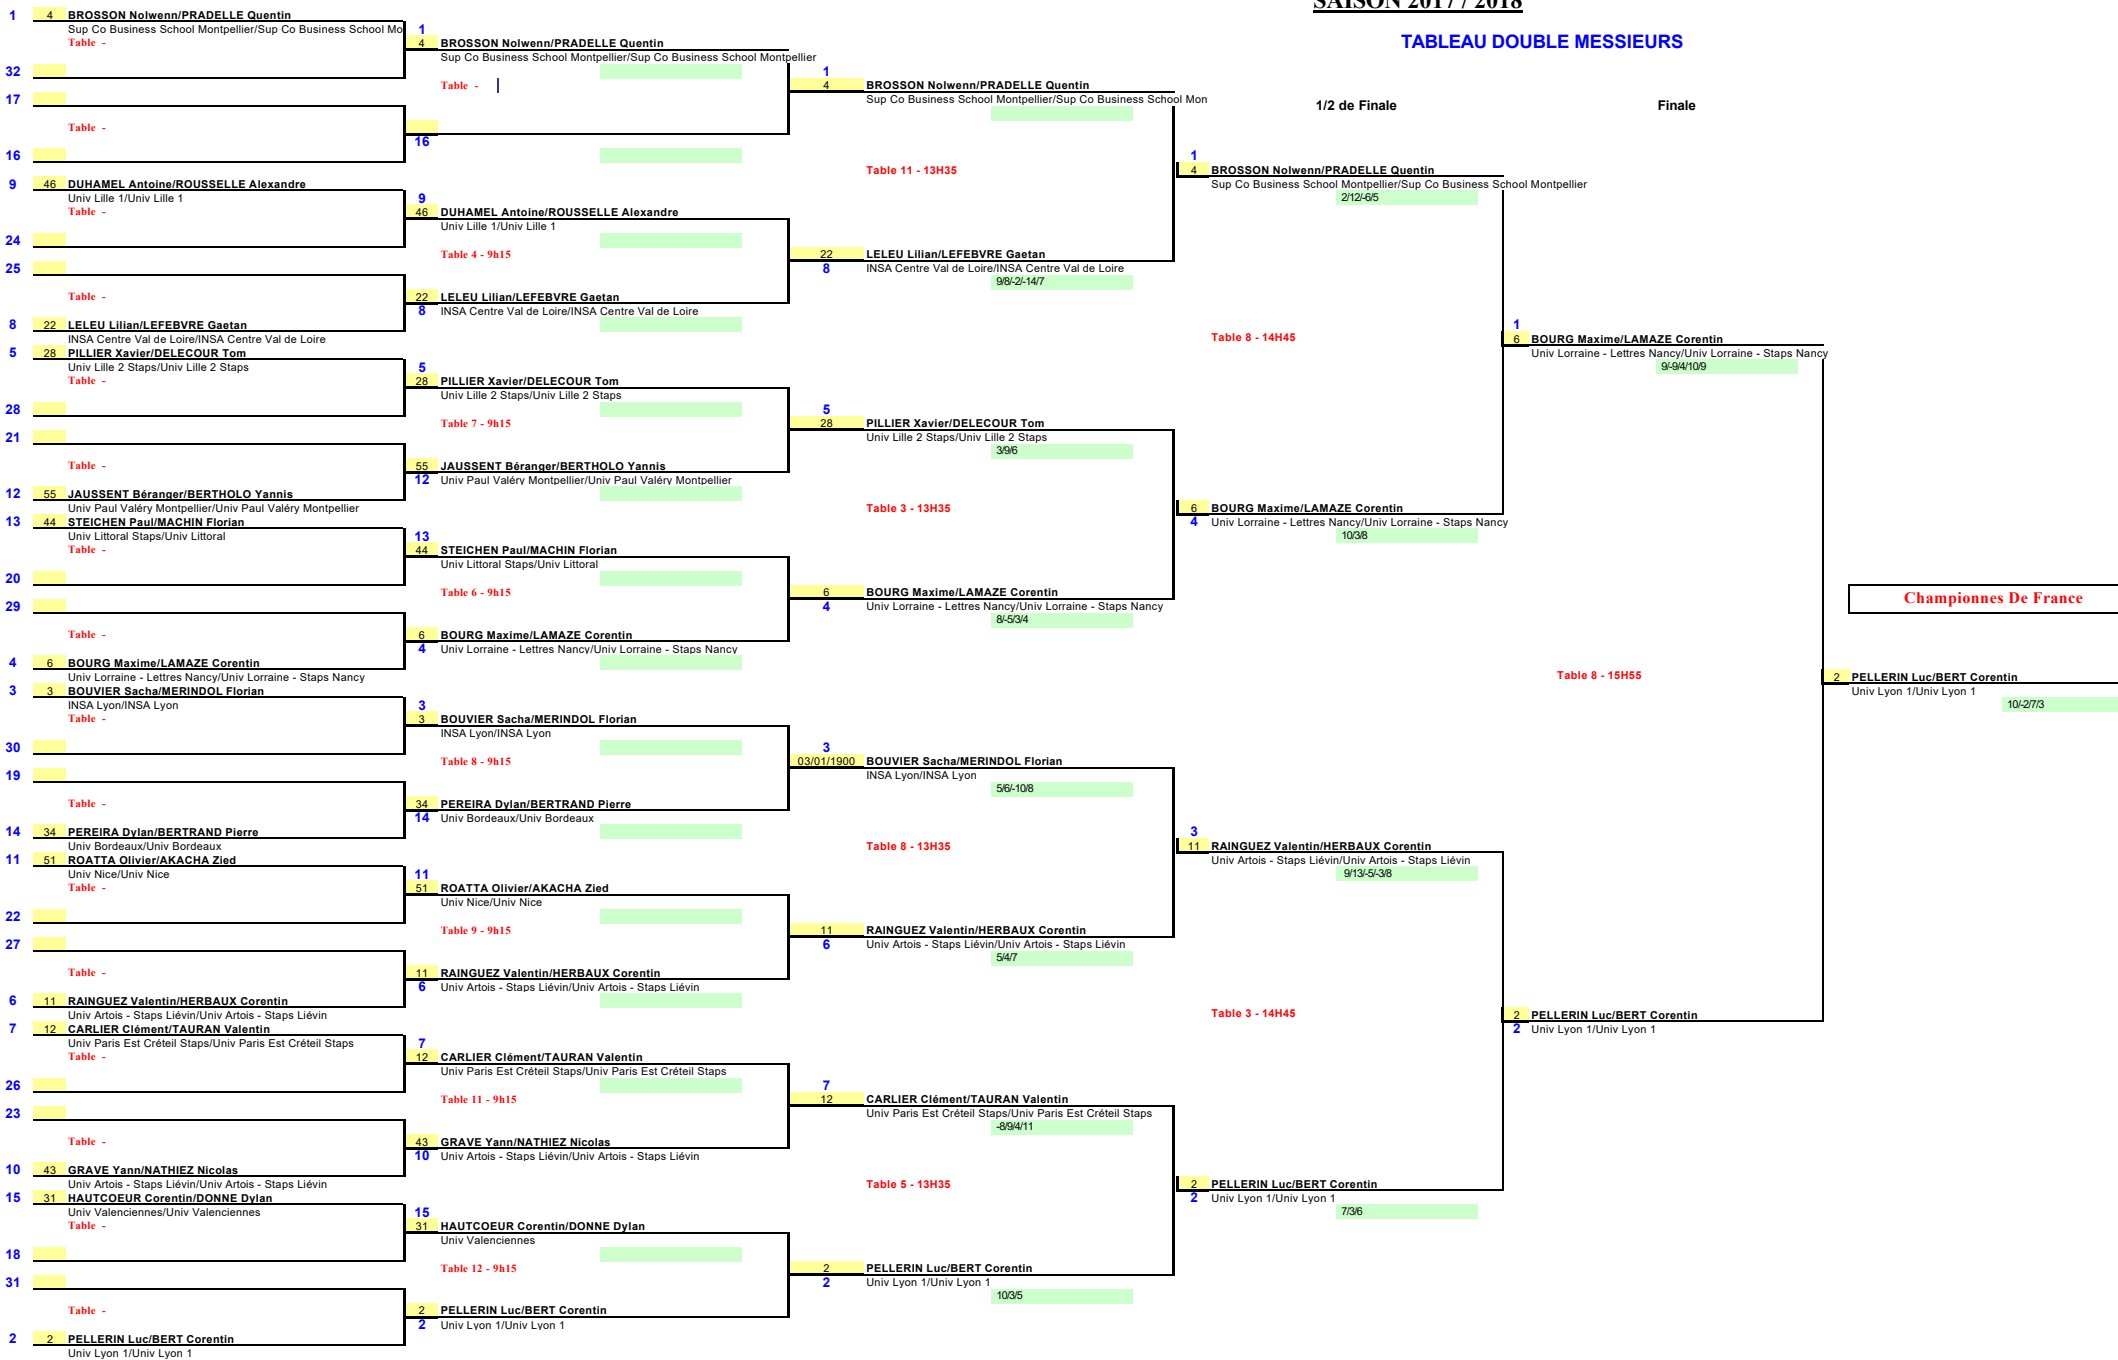 SAISON 2017 / 2018
TABLEAU DOUBLE MESSIEURS
1/2 de Finale
Finale
1 4 BROSSON Nolwenn/PRADELLE Quentin
Sup Co Business School Montpellier/Sup Co Business School Mo
Table -
32
17
Table -
16
9 46 DUHAMEL Antoine/ROUSSELLE Alexandre
Univ Lille 1/Univ Lille 1
Table -
24
25
Table -
8 22 LELEU Lilian/LEFEBVRE Gaetan
INSA Centre Val de Loire/INSA Centre Val de Loire
5 28 PILLIER Xavier/DELECOUR Tom
Univ Lille 2 Staps/Univ Lille 2 Staps
Table -
28
21
Table -
12 55 JAUSSENT Béranger/BERTHOLO Yannis
Univ Paul Valéry Montpellier/Univ Paul Valéry Montpellier
13 44 STEICHEN Paul/MACHIN Florian
Univ Littoral Staps/Univ Littoral
Table -
20
29
Table -
4 6 BOURG Maxime/LAMAZE Corentin
Univ Lorraine - Lettres Nancy/Univ Lorraine - Staps Nancy
3 3 BOUVIER Sacha/MERINDOL Florian
INSA Lyon/INSA Lyon
Table -
30
19
Table -
14 34 PEREIRA Dylan/BERTRAND Pierre
Univ Bordeaux/Univ Bordeaux
11 51 ROATTA Olivier/AKACHA Zied
Univ Nice/Univ Nice
Table -
22
27
Table -
6 11 RAINGUEZ Valentin/HERBAUX Corentin
Univ Artois - Staps Liévin/Univ Artois - Staps Liévin
7 12 CARLIER Clément/TAURAN Valentin
Univ Paris Est Créteil Staps/Univ Paris Est Créteil Staps
Table -
26
23
Table -
10 43 GRAVE Yann/NATHIEZ Nicolas
Univ Artois - Staps Liévin/Univ Artois - Staps Liévin
15 31 HAUTCOEUR Corentin/DONNE Dylan
Univ Valenciennes/Univ Valenciennes
Table -
18
31
Table -
2 2 PELLERIN Luc/BERT Corentin
Univ Lyon 1/Univ Lyon 1
1
4 BROSSON Nolwenn/PRADELLE Quentin
Sup Co Business School Montpellier/Sup Co Business School Montpellier
Table -
16
9
46 DUHAMEL Antoine/ROUSSELLE Alexandre
Univ Lille 1/Univ Lille 1
Table 4 - 9h15
22 LELEU Lilian/LEFEBVRE Gaetan
8 INSA Centre Val de Loire/INSA Centre Val de Loire
5
28 PILLIER Xavier/DELECOUR Tom
Univ Lille 2 Staps/Univ Lille 2 Staps
Table 7 - 9h15
55 JAUSSENT Béranger/BERTHOLO Yannis
12 Univ Paul Valéry Montpellier/Univ Paul Valéry Montpellier
13
44 STEICHEN Paul/MACHIN Florian
Univ Littoral Staps/Univ Littoral
Table 6 - 9h15
6 BOURG Maxime/LAMAZE Corentin
4 Univ Lorraine - Lettres Nancy/Univ Lorraine - Staps Nancy
3
3 BOUVIER Sacha/MERINDOL Florian
INSA Lyon/INSA Lyon
Table 8 - 9h15
34 PEREIRA Dylan/BERTRAND Pierre
14 Univ Bordeaux/Univ Bordeaux
11
51 ROATTA Olivier/AKACHA Zied
Univ Nice/Univ Nice
Table 9 - 9h15
11 RAINGUEZ Valentin/HERBAUX Corentin
6 Univ Artois - Staps Liévin/Univ Artois - Staps Liévin
7
12 CARLIER Clément/TAURAN Valentin
Univ Paris Est Créteil Staps/Univ Paris Est Créteil Staps
Table 11 - 9h15
43 GRAVE Yann/NATHIEZ Nicolas
10 Univ Artois - Staps Liévin/Univ Artois - Staps Liévin
15
31 HAUTCOEUR Corentin/DONNE Dylan
Univ Valenciennes
Table 12 - 9h15
2 PELLERIN Luc/BERT Corentin
2 Univ Lyon 1/Univ Lyon 1
1
4 BROSSON Nolwenn/PRADELLE Quentin
Sup Co Business School Montpellier/Sup Co Business School Mon
Table 11 - 13H35
22 LELEU Lilian/LEFEBVRE Gaetan
8 INSA Centre Val de Loire/INSA Centre Val de Loire
9/8/-2/-14/7
5
28 PILLIER Xavier/DELECOUR Tom
Univ Lille 2 Staps/Univ Lille 2 Staps
3/9/6
Table 3 - 13H35
6 BOURG Maxime/LAMAZE Corentin
4 Univ Lorraine - Lettres Nancy/Univ Lorraine - Staps Nancy
8/-5/3/4
3
03/01/1900 BOUVIER Sacha/MERINDOL Florian
INSA Lyon/INSA Lyon
5/6/-10/8
Table 8 - 13H35
11 RAINGUEZ Valentin/HERBAUX Corentin
6 Univ Artois - Staps Liévin/Univ Artois - Staps Liévin
5/4/7
7
12 CARLIER Clément/TAURAN Valentin
Univ Paris Est Créteil Staps/Univ Paris Est Créteil Staps
-8/9/4/11
Table 5 - 13H35
2 PELLERIN Luc/BERT Corentin
2 Univ Lyon 1/Univ Lyon 1
10/3/5
1
4 BROSSON Nolwenn/PRADELLE Quentin
Sup Co Business School Montpellier/Sup Co Business School Montpellier
2/12/-6/5
Table 8 - 14H45
6 BOURG Maxime/LAMAZE Corentin
4 Univ Lorraine - Lettres Nancy/Univ Lorraine - Staps Nancy
10/3/8
3
11 RAINGUEZ Valentin/HERBAUX Corentin
Univ Artois - Staps Liévin/Univ Artois - Staps Liévin
9/13/-5/-3/8
Table 3 - 14H45
2 PELLERIN Luc/BERT Corentin
2 Univ Lyon 1/Univ Lyon 1
7/3/6
1
6 BOURG Maxime/LAMAZE Corentin
Univ Lorraine - Lettres Nancy/Univ Lorraine - Staps Nancy
9/-9/4/10/9
Table 8 - 15H55
2 PELLERIN Luc/BERT Corentin
2 Univ Lyon 1/Univ Lyon 1
Championnes De France
2 PELLERIN Luc/BERT Corentin
Univ Lyon 1/Univ Lyon 1
10/-2/7/3